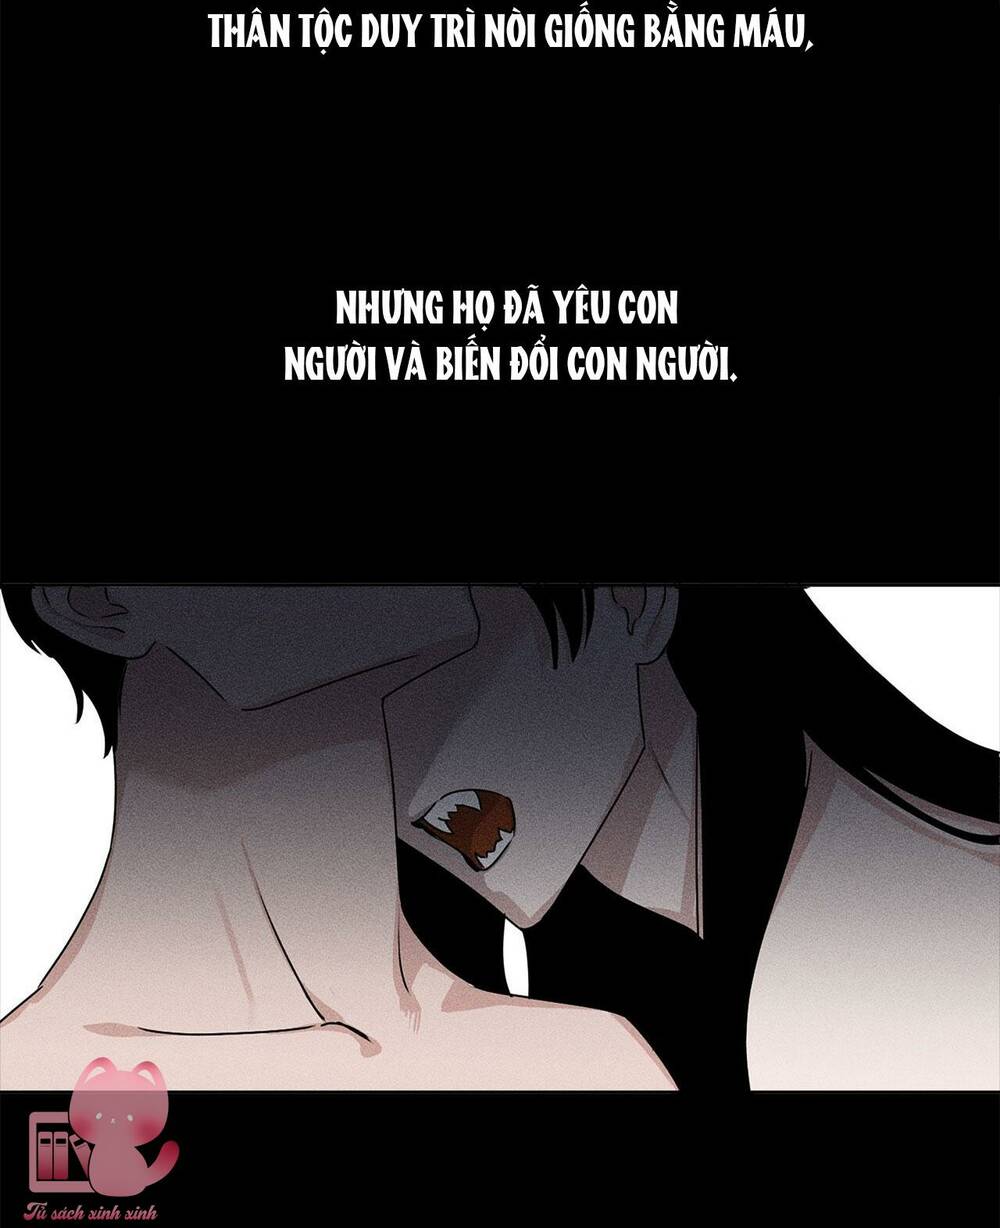 THÂN TỘC DUY TRÌ NÒI GIỐNG BẰNG MÁU,
NHƯNG HỌ ĐÃ YÊU CON
NGƯỜI VÀ BIẾN ĐỔI CON NGƯỜI.
Tủ sách xinh xinh